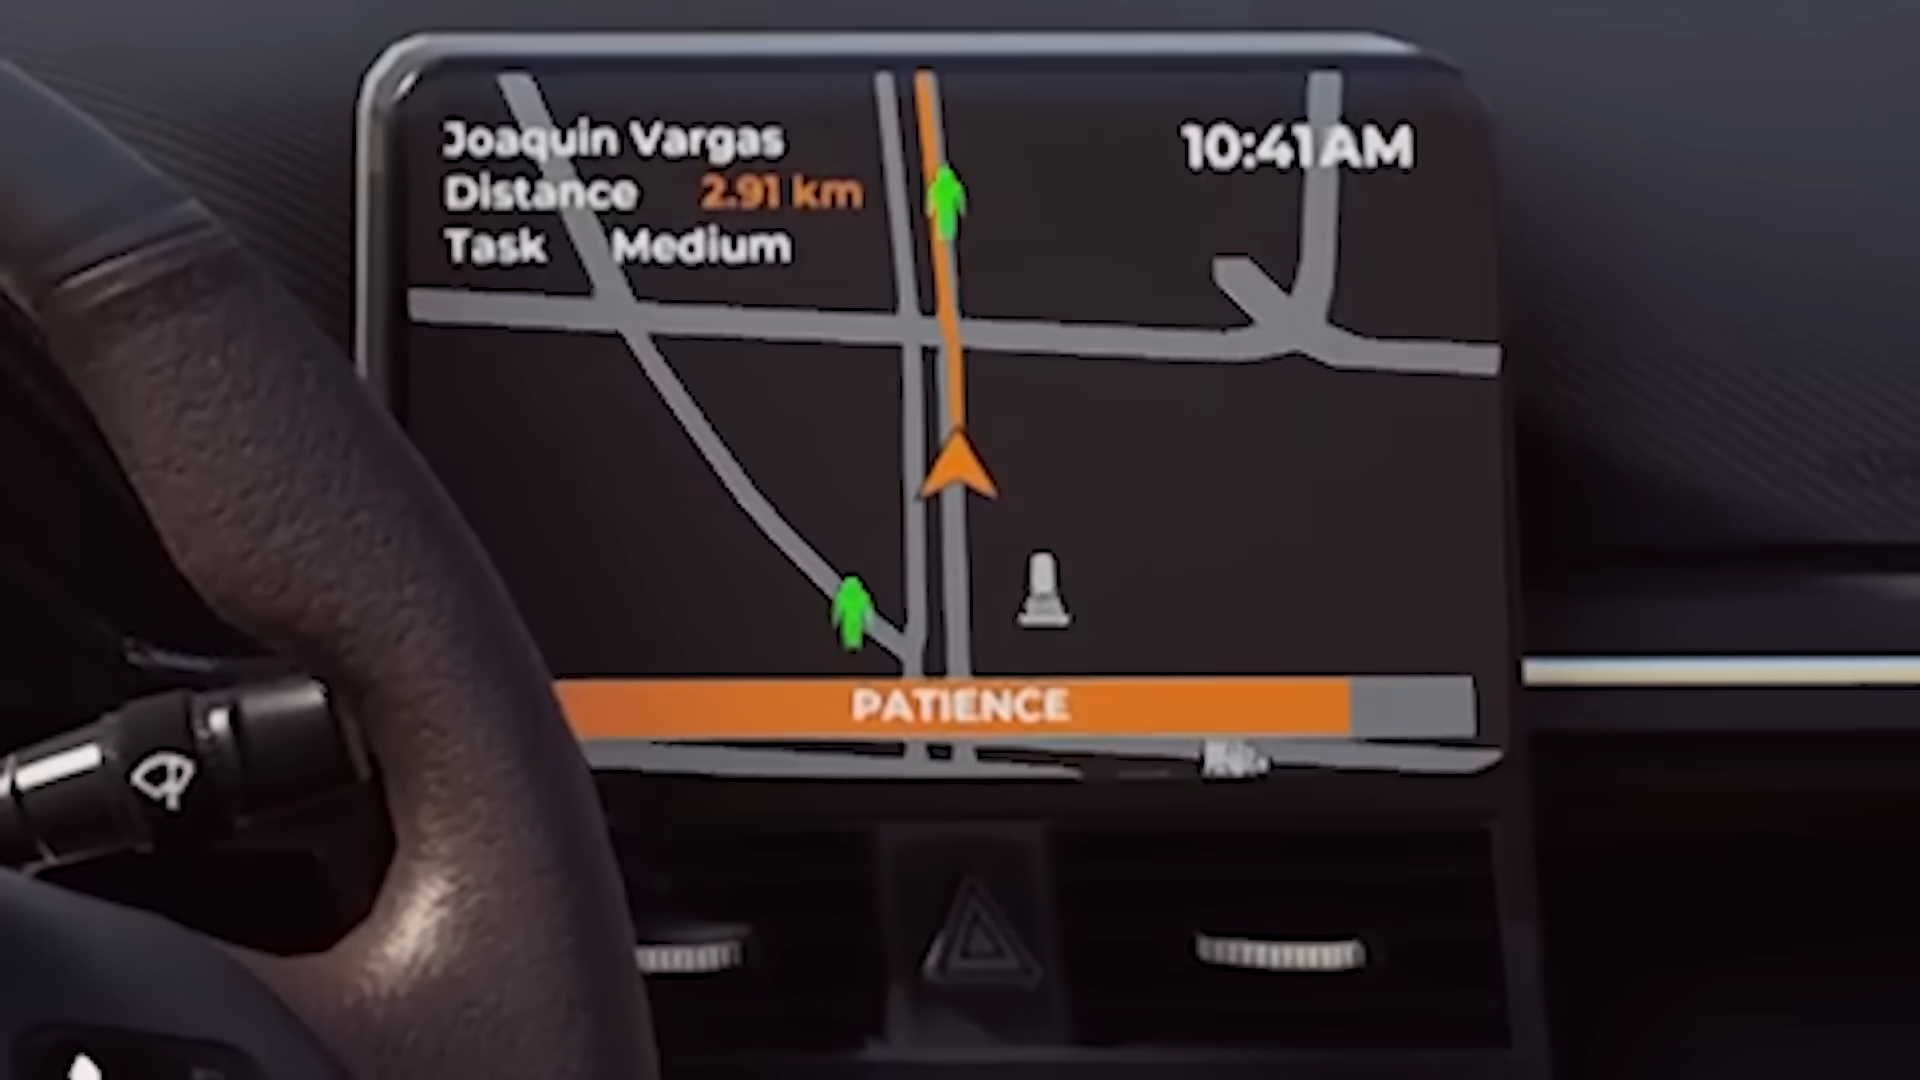 Joaquin Vargas
10:41AM
Distance 2.91 km
Task Medium
PATIENCE